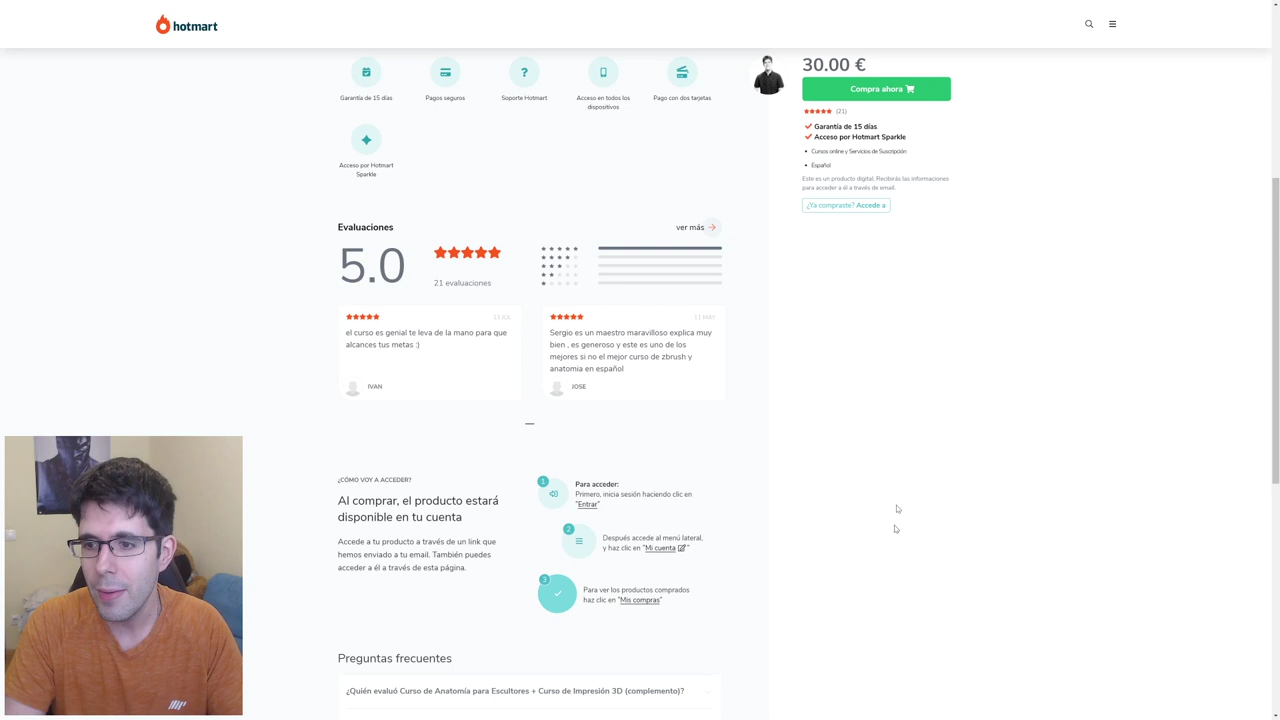 hotmart
Garantía de 15 días
Pagos seguros
Soporte Hotmart
Acceso en todos los
dispositivos
Pago con dos tarjetas
Acceso por Hotmart
Sparkle
30.00 €
Compra ahora
(21)
Garantía de 15 días
Acceso por Hotmart Sparkle
• Cursos online y Servicios de Suscripción
• Español
Este es un producto digital. Recibirás las informaciones
para acceder a él a través de email.
¿Ya compraste? Accede a
Evaluaciones
ver más
5.0
21 evaluaciones
el curso es genial te leva de la mano para que
alcances tus metas :)
IVAN
Sergio es un maestro maravilloso explica muy
bien , es generoso y este es uno de los
mejores si no el mejor curso de zbrush y
anatomia en español
JOSE
¿CÓMO VOY A ACCEDER?
Al comprar, el producto estará
disponible en tu cuenta
Accede a tu producto a través de un link que
hemos enviado a tu email. También puedes
acceder a él a través de esta página.
1
Para acceder:
Primero, inicia sesión haciendo clic en
"Entrar"
2
Después accede al menú lateral,
y haz clic en "Mi cuenta "
3
Para ver los productos comprados
haz clic en "Mis compras"
Preguntas frecuentes
¿Quién evaluó Curso de Anatomía para Escultores + Curso de Impresión 3D (complemento)?